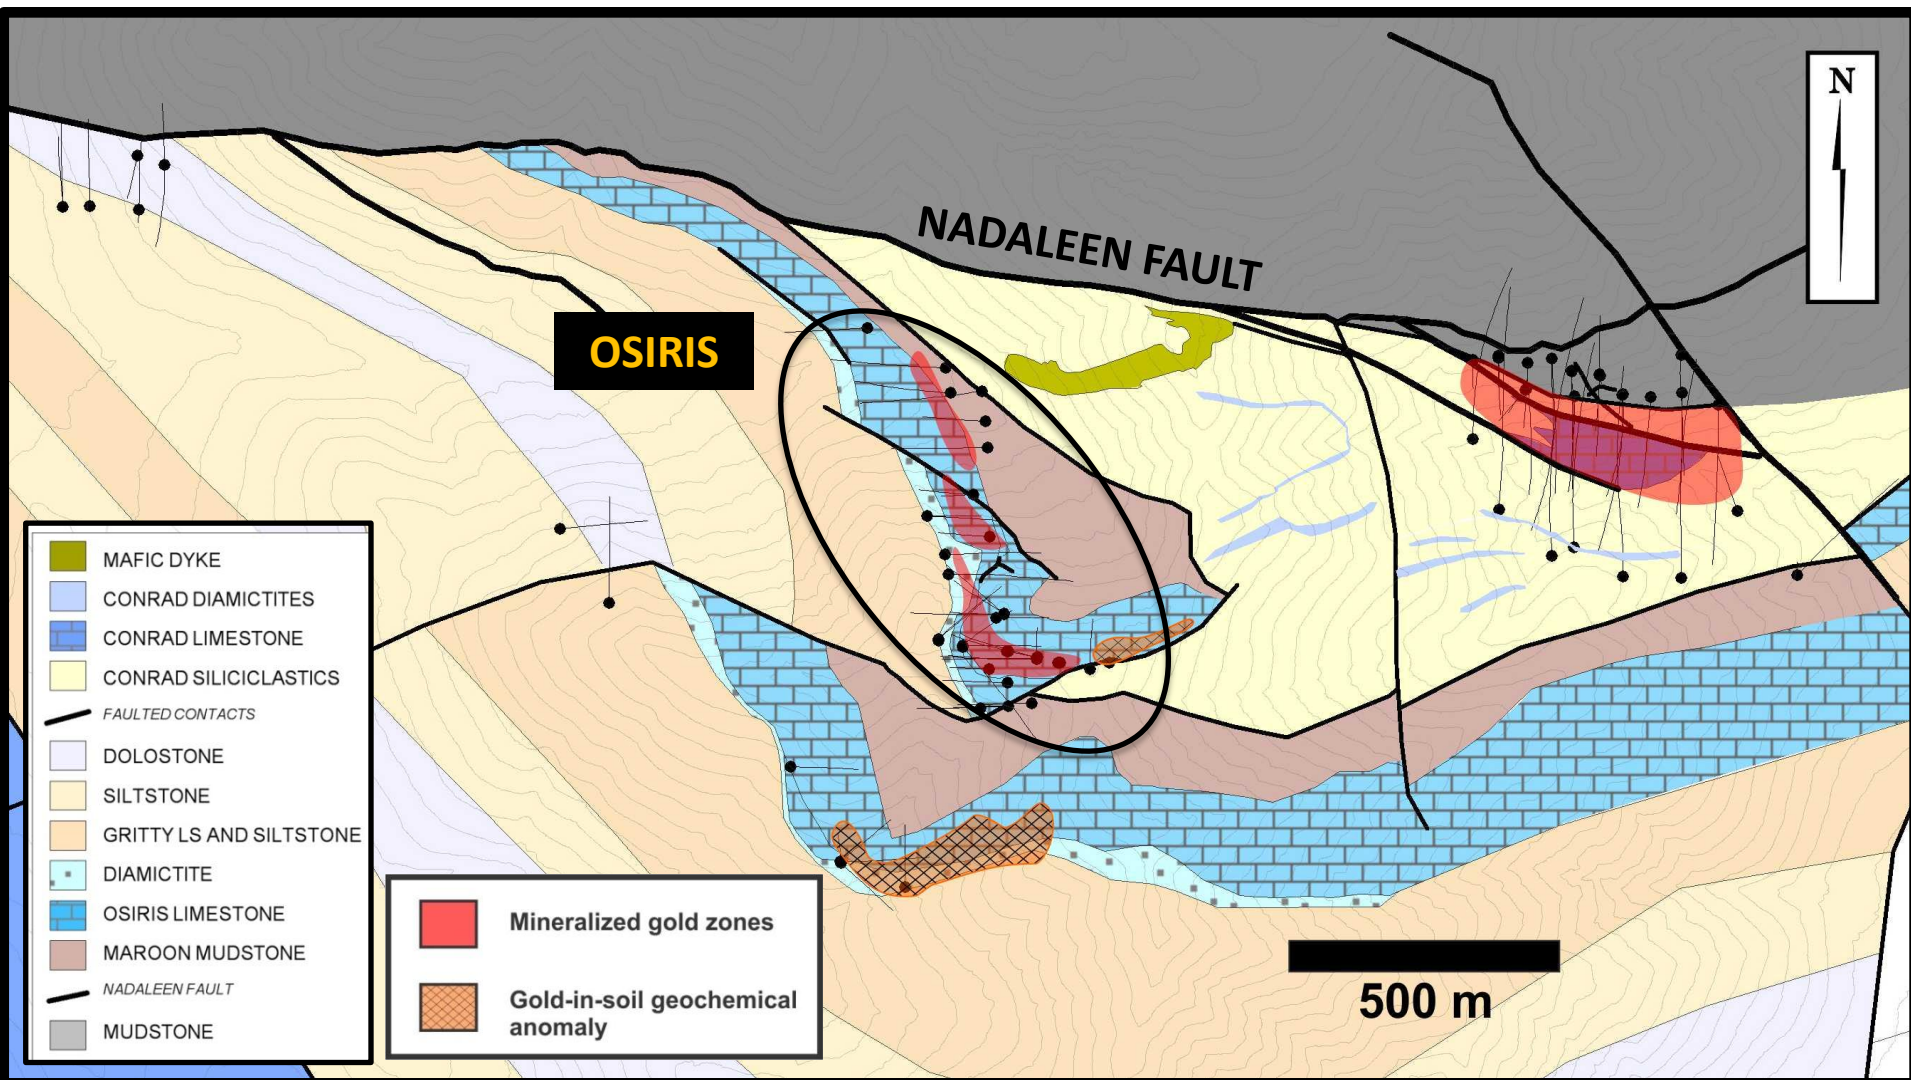 N
NADALEEN FAULT
OSIRIS
MAFIC DYKE
CONRAD DIAMICTITES
CONRAD LIMESTONE
CONRAD SILICICLASTICS
FAULTED CONTACTS
DOLOSTONE
SILTSTONE
GRITTY LS AND SILTSTONE
DIAMICTITE
OSIRIS LIMESTONE
MAROON MUDSTONE
NADALEEN FAULT
MUDSTONE
Mineralized gold zones
Gold-in-soil geochemical
anomaly
500 m